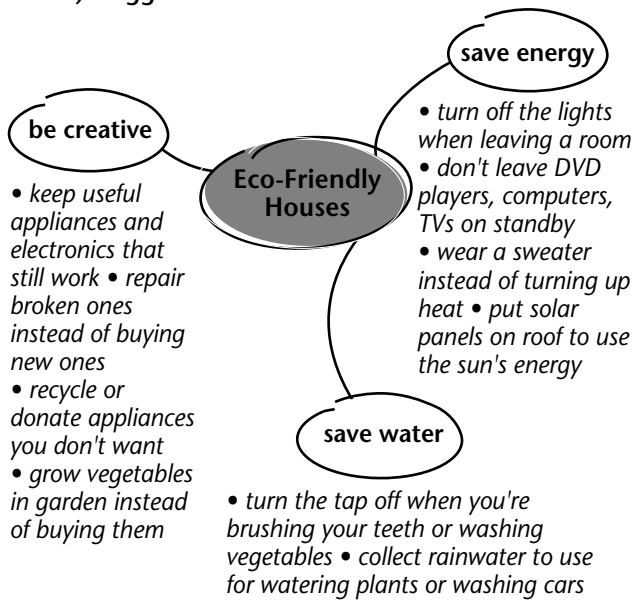 save energy
• turn off the lights
when leaving a room
• don't leave DVD
players, computers,
TVs on standby
• wear a sweater
instead of turning up
heat • put solar
panels on roof to use
the sun's energy
be creative
• keep useful
appliances and
electronics that
still work • repair
broken ones
instead of buying
new ones
• recycle or
donate appliances
you don't want
• grow vegetables
in garden instead
of buying them
Eco-Friendly
Houses
save water
• turn the tap off when you're
brushing your teeth or washing
vegetables • collect rainwater to use
for watering plants or washing cars